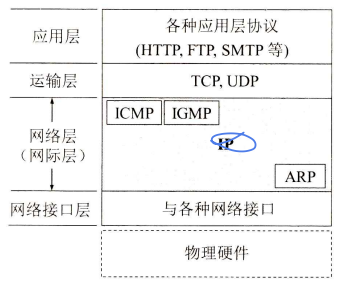 应用层
各种应用层协议
(HTTP, FTP, SMTP 等)
运输层
TCP, UDP
ICMP
IGMP
网络层
(网际层)
IP
ARP
网络接口层
与各种网络接口
物理硬件